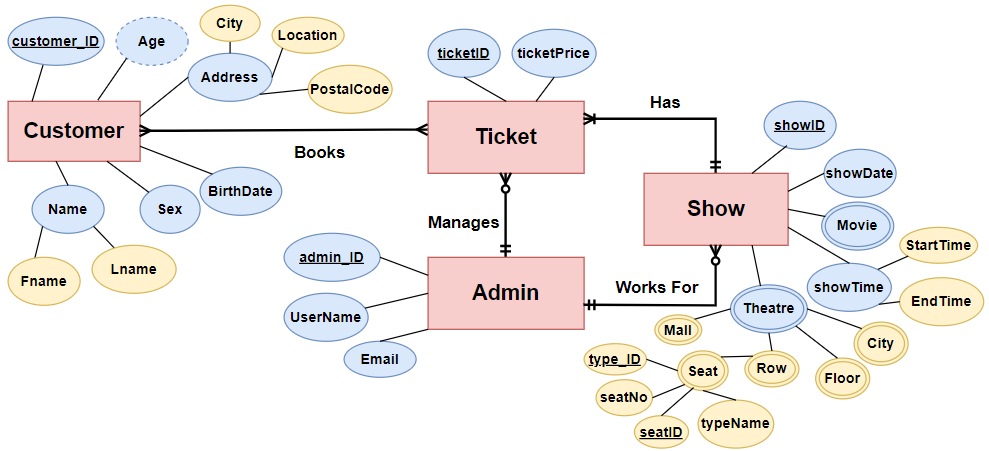 City
customer_ID
Age
Location
Address
PostalCode
ticketID
ticketPrice
Has
Customer
Ticket
Books
showID
showDate
Name
Sex
BirthDate
Show
Movie
Manages
StartTime
Fname
Lname
admin_ID
Admin
Works For
showTime
EndTime
UserName
Theatre
Mall
City
Email
type_ID
Seat
Row
Floor
seatNo
seatID
typeName